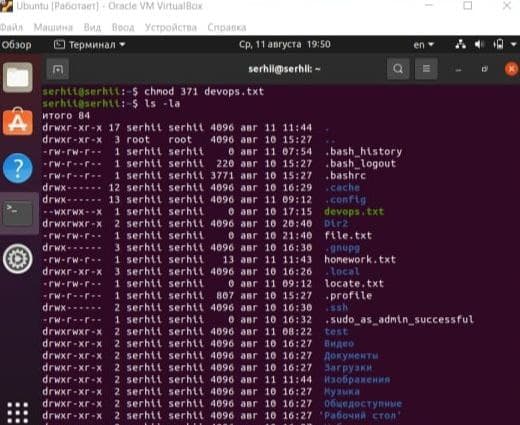 Ubuntu [Работает] - Oracle VM VirtualBox
Файл Машина Вид Ввод Устройства Справка
Обзор Терминал Ср, 11 августа 19:50 en
serhii@serhii: ~
serhii@serhii:~$ chmod 371 devops.txt
serhii@serhii:~$ ls -la
итого 84
drwxr-xr-x 17 serhii serhii 4096 авг 11 11:44 .
drwxr-xr-x 3 root root 4096 авг 10 15:27 ..
-rw-rw-r-- 1 serhii serhii 0 авг 11 07:54 .bash_history
-rw-r--r-- 1 serhii serhii 220 авг 10 15:27 .bash_logout
-rw-r--r-- 1 serhii serhii 3771 авг 10 15:27 .bashrc
drwx------ 12 serhii serhii 4096 авг 10 16:29 .cache
drwx------ 13 serhii serhii 4096 авг 11 09:12 .config
--wxrwx--x 1 serhii serhii 0 авг 10 17:15 devops.txt
drwxrwxr-x 2 serhii serhii 4096 авг 10 20:40 Dir2
-rw-rw-r-- 1 serhii serhii 0 авг 10 21:40 file.txt
drwx------ 3 serhii serhii 4096 авг 10 16:30 .gnupg
-rw-rw-r-- 1 serhii serhii 13 авг 11 11:43 homework.txt
drwxr-xr-x 3 serhii serhii 4096 авг 10 16:26 .local
-rw-rw-r-- 1 serhii serhii 0 авг 11 09:12 locate.txt
-rw-r--r-- 1 serhii serhii 807 авг 10 15:27 .profile
drwx------ 2 serhii serhii 4096 авг 10 16:30 .ssh
-rw-r--r-- 1 serhii serhii 0 авг 10 16:32 .sudo_as_admin_successful
drwxrwxr-x 2 serhii serhii 4096 авг 11 08:22 test
drwxr-xr-x 2 serhii serhii 4096 авг 10 16:27 Видео
drwxr-xr-x 2 serhii serhii 4096 авг 10 16:27 Документы
drwxr-xr-x 2 serhii serhii 4096 авг 10 16:27 Загрузки
drwxr-xr-x 2 serhii serhii 4096 авг 11 11:44 Изображения
drwxr-xr-x 2 serhii serhii 4096 авг 10 16:27 Музыка
drwxr-xr-x 2 serhii serhii 4096 авг 10 16:27 Общедоступные
drwxr-xr-x 2 serhii serhii 4096 авг 10 16:27 'Рабочий стол'